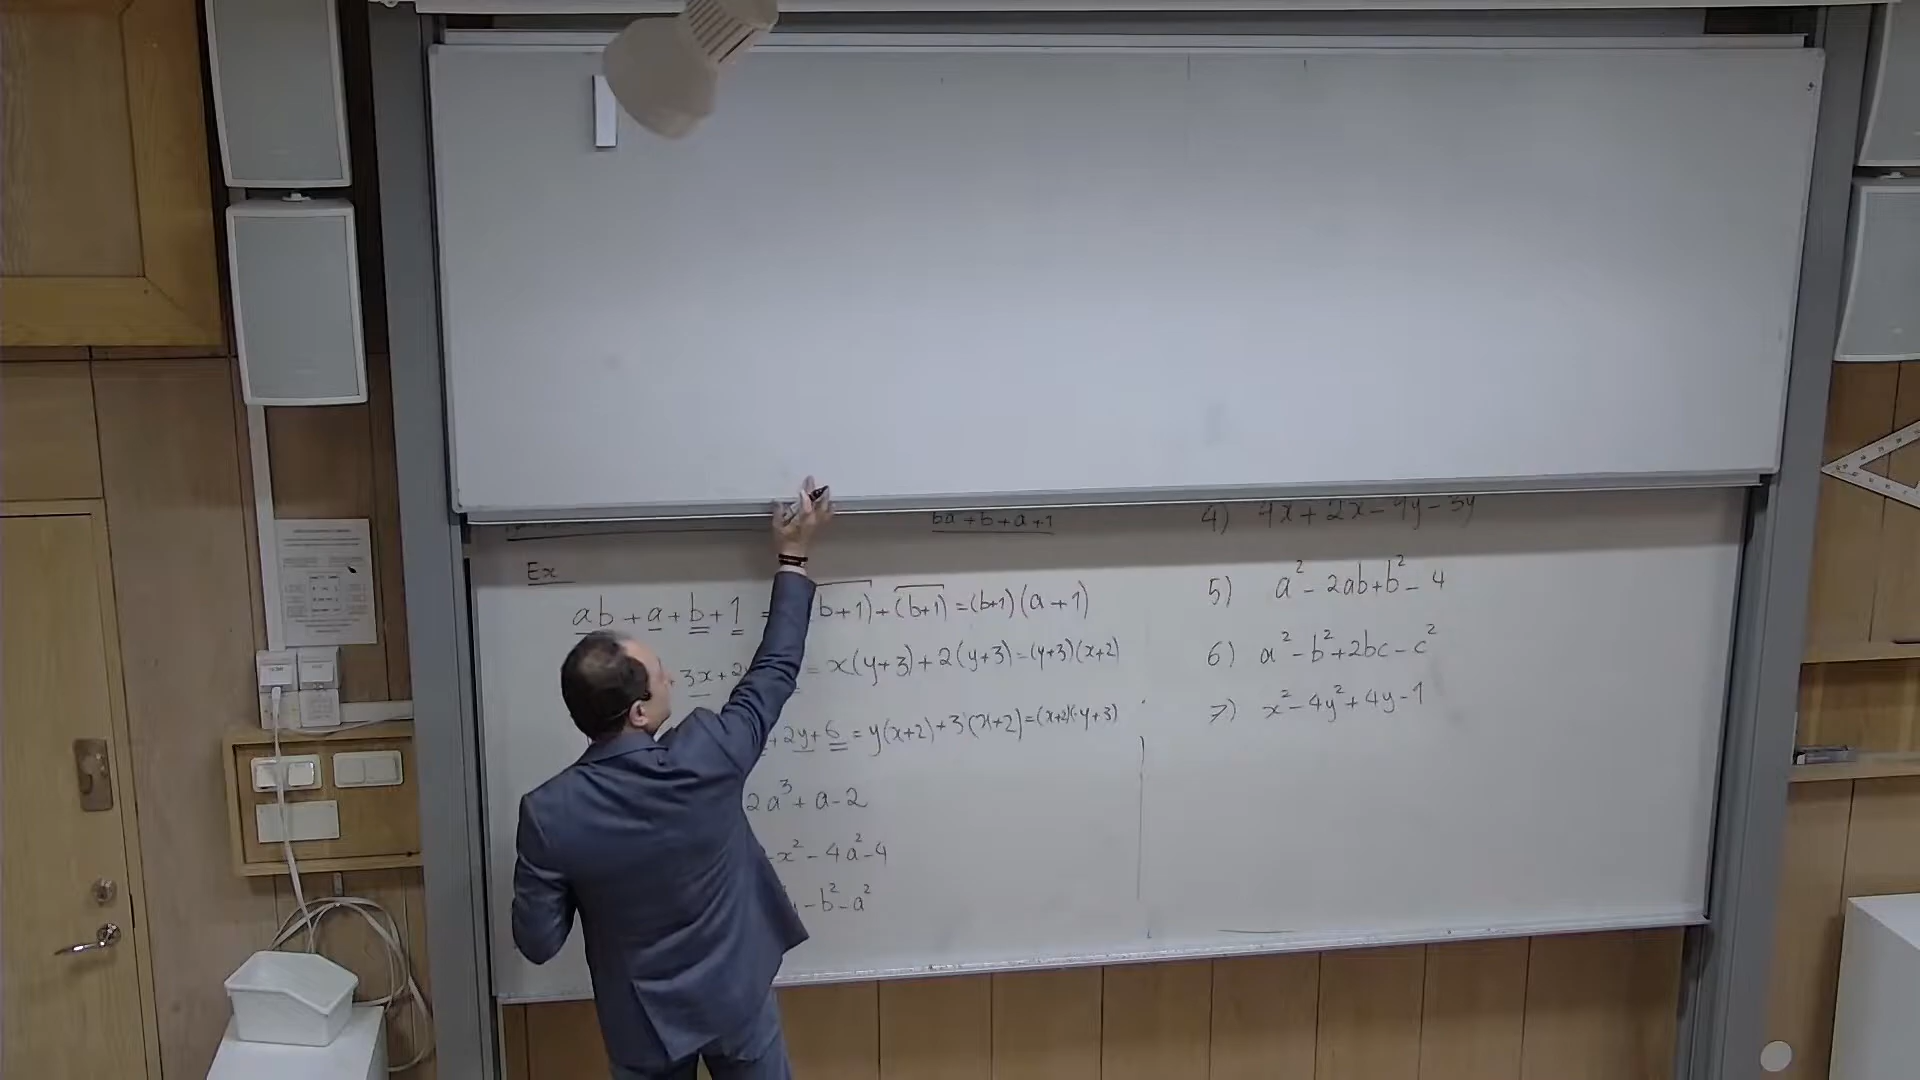 ba+b+a+1
Ex
ab + a + b + 1 = (b+1) + (b+1) = (b+1)(a+1)
+ 3x + 2 = x(y+3) + 2(y+3) = (y+3)(x+2)
+ 2y + 6 = y(x+2) + 3(x+2) = (x+2)(y+3)
2a³ + a - 2
x² - 4a² - 4
- b² - a²
4) 4x + 2x - 4y - 3y
5) a² - 2ab + b² - 4
6) a² - b² + 2bc - c²
7) x² - 4y² + 4y - 1